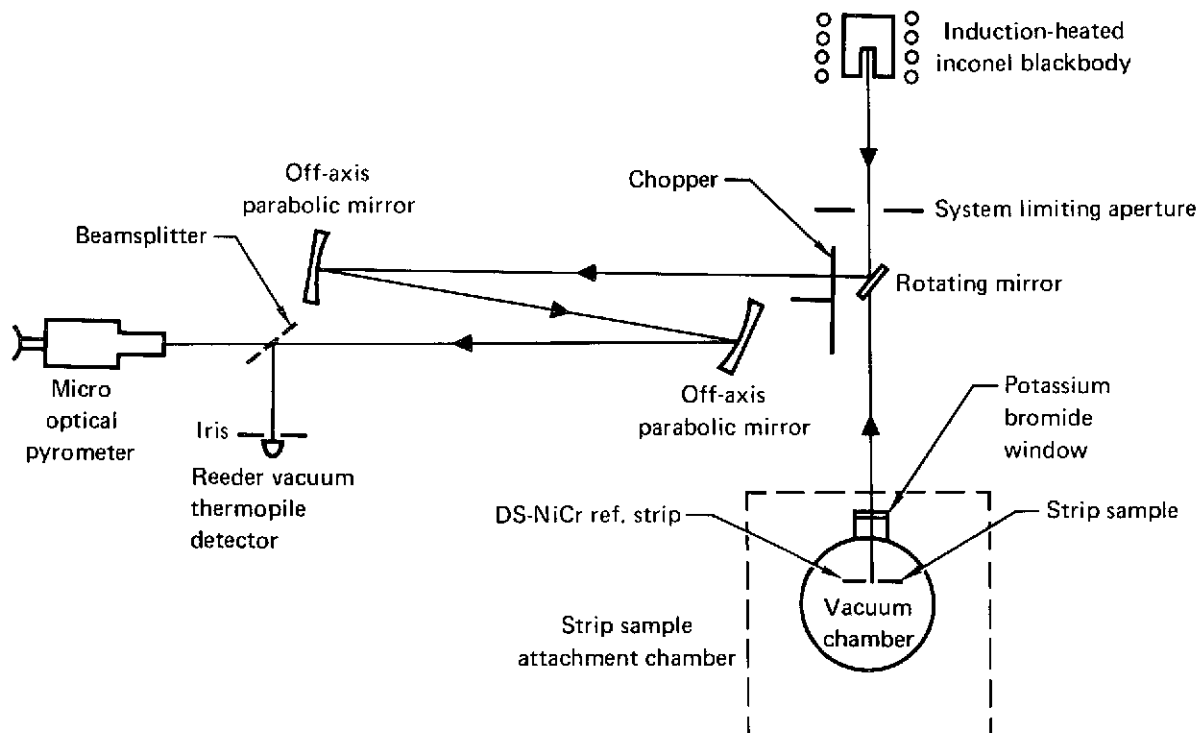 Induction-heated
inconel blackbody
Off-axis
parabolic mirror
Chopper
System limiting aperture
Beamsplitter
Rotating mirror
Micro
optical
pyrometer
Off-axis
parabolic mirror
Potassium
bromide
window
Iris
Reeder vacuum
thermopile
detector
DS-NiCr ref. strip
Strip sample
Vacuum
chamber
Strip sample
attachment chamber